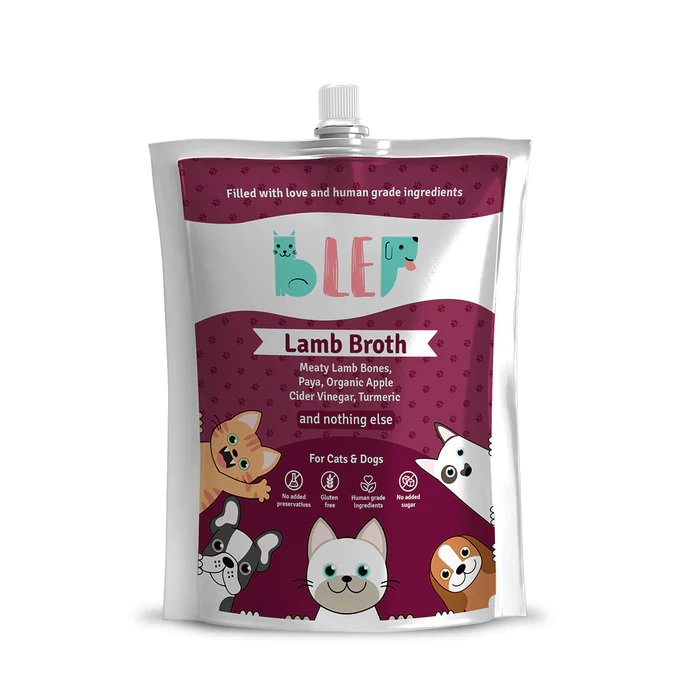 Filled with love and human grade ingredients
bLEP
Lamb Broth
Meaty Lamb Bones,
Paya, Organic Apple
Cider Vinegar, Turmeric
and nothing else
For Cats & Dogs
No added
preservatives
Gluten
free
Human grade
Ingredients
No added
sugar